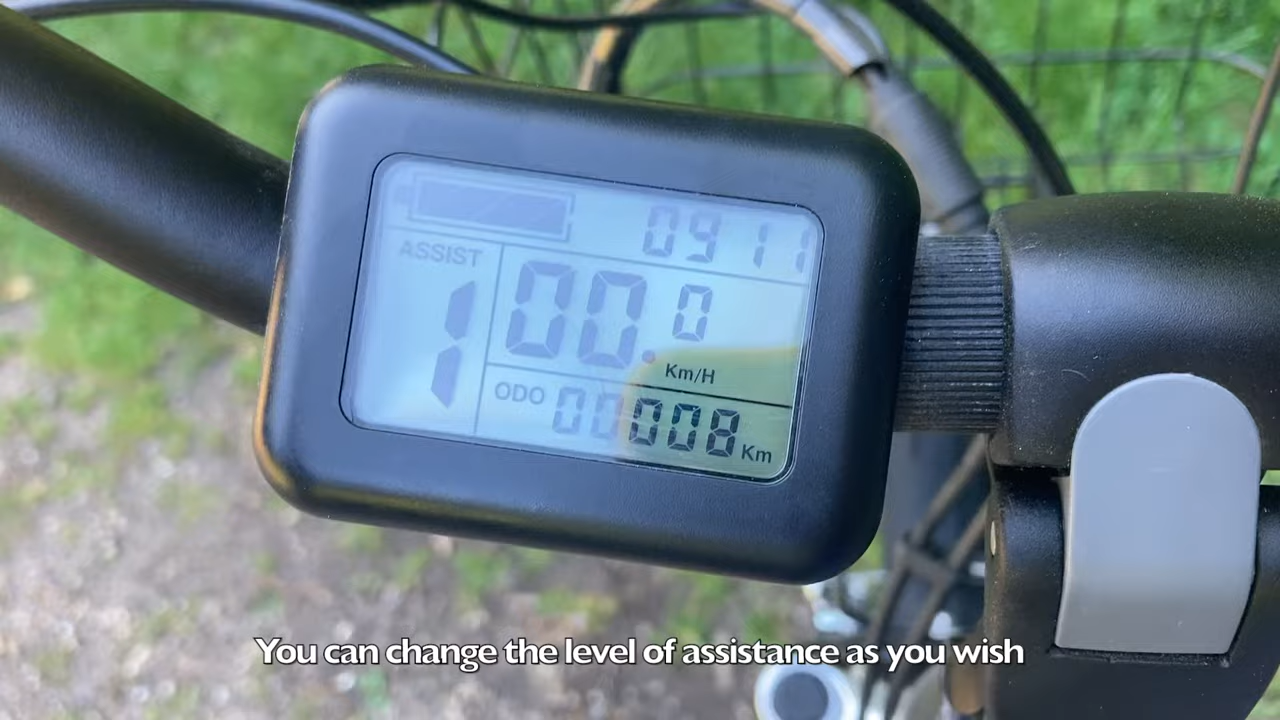 0911
ASSIST
1
00.0
Km/H
ODO 00008 Km
You can change the level of assistance as you wish